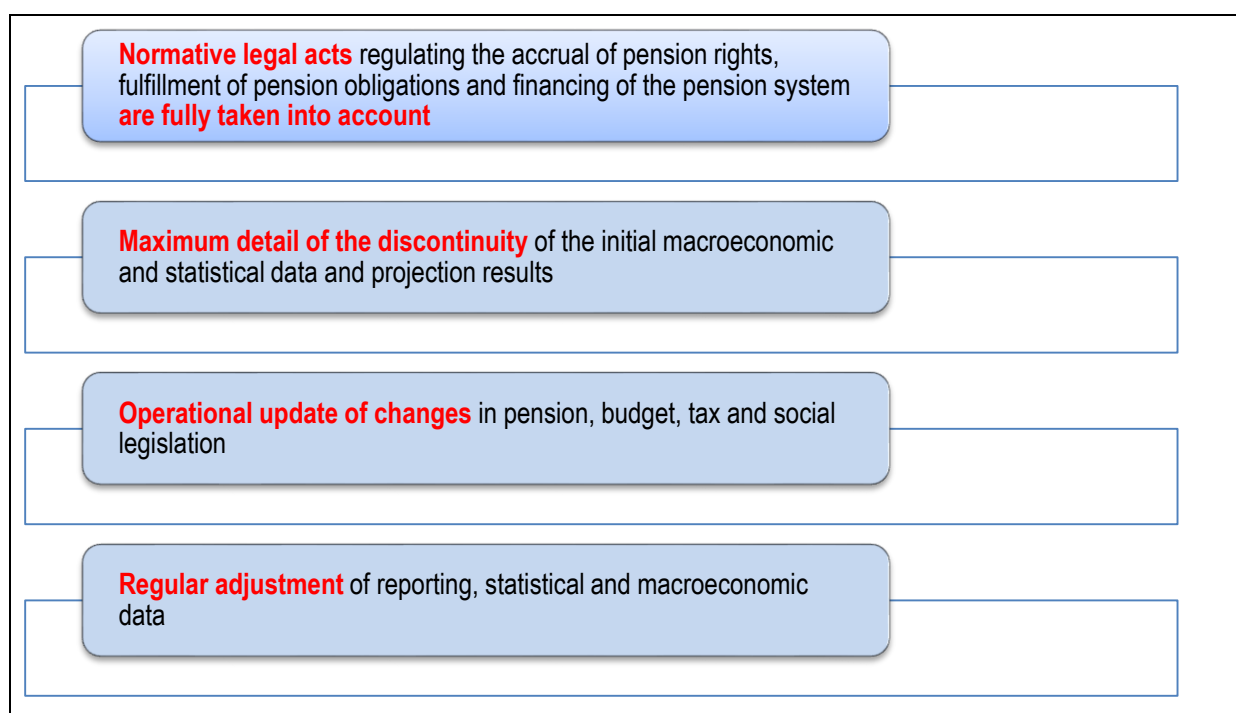 Normative legal acts regulating the accrual of pension rights,
fulfillment of pension obligations and financing of the pension system
are fully taken into account
Maximum detail of the discontinuity of the initial macroeconomic
and statistical data and projection results
Operational update of changes in pension, budget, tax and social
legislation
Regular adjustment of reporting, statistical and macroeconomic
data